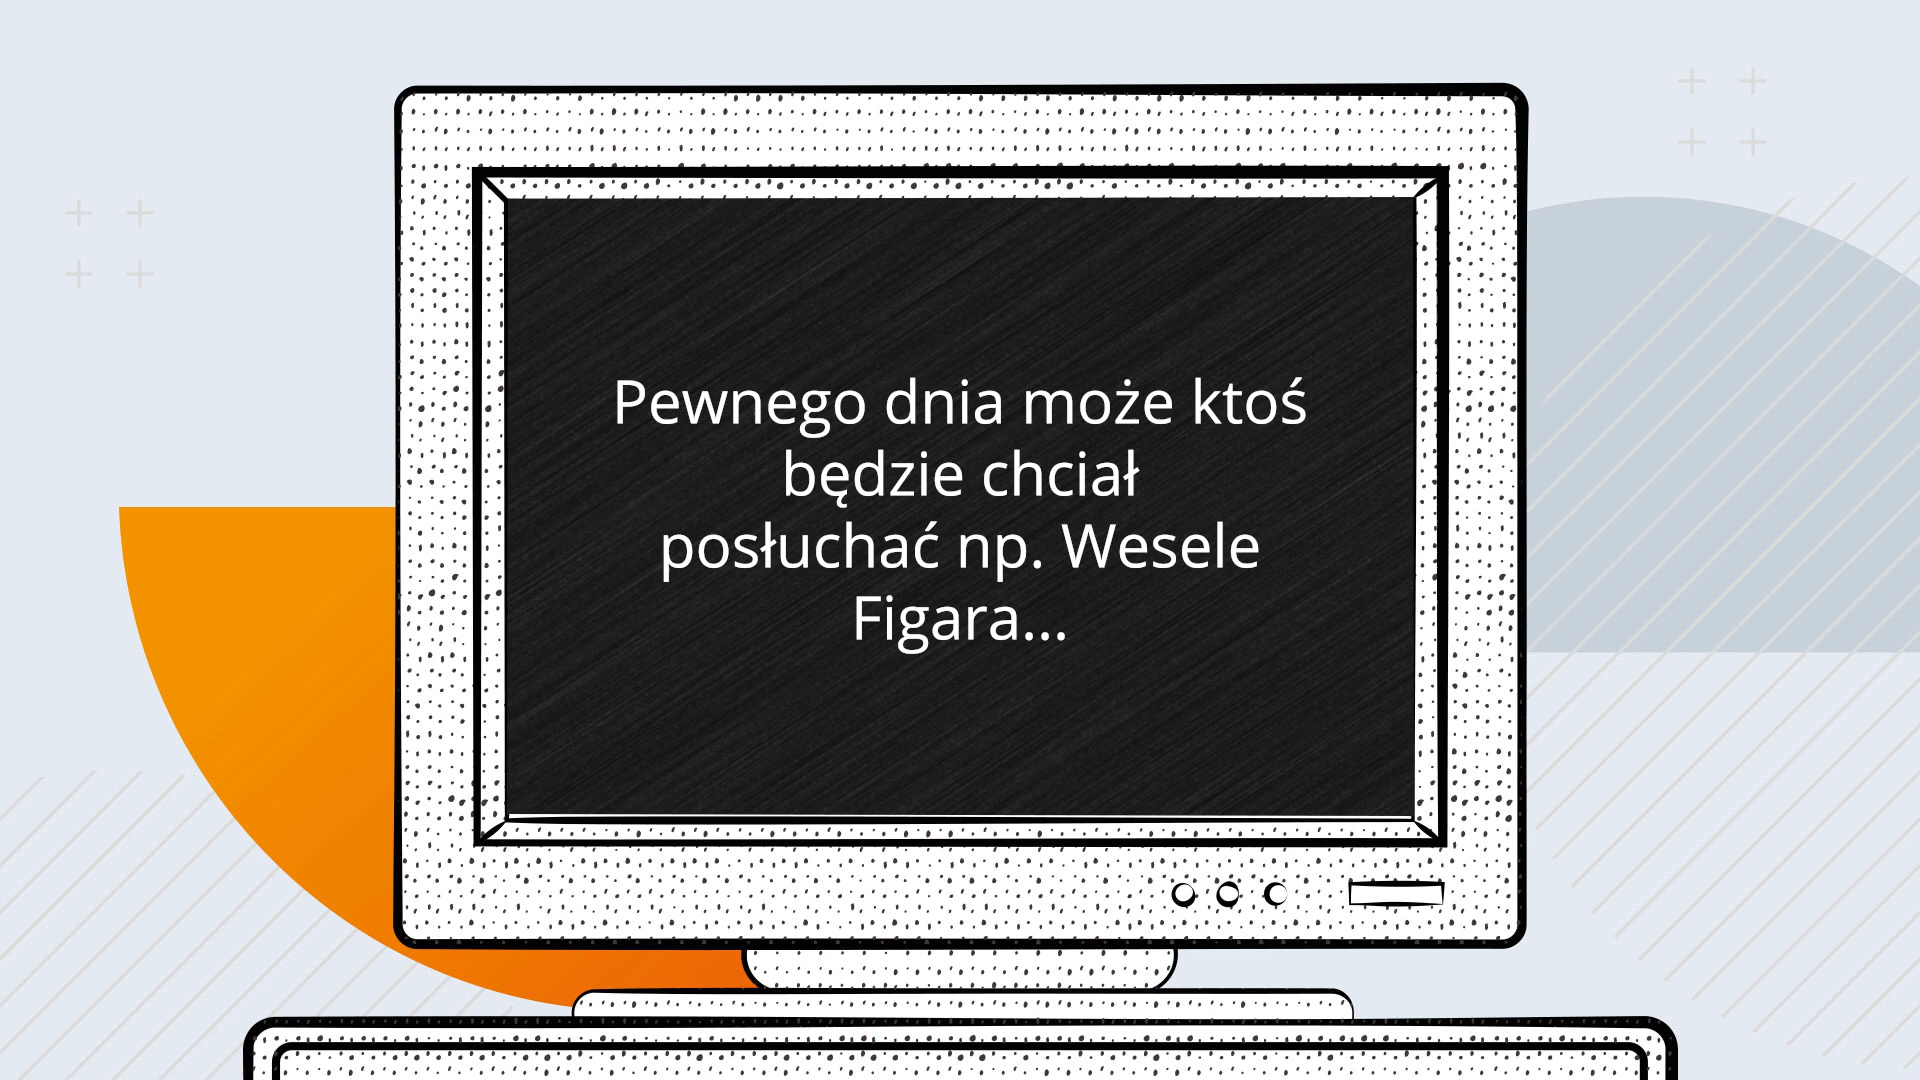 Pewnego dnia może ktoś
będzie chciał
posłuchać np. Wesele
Figara...